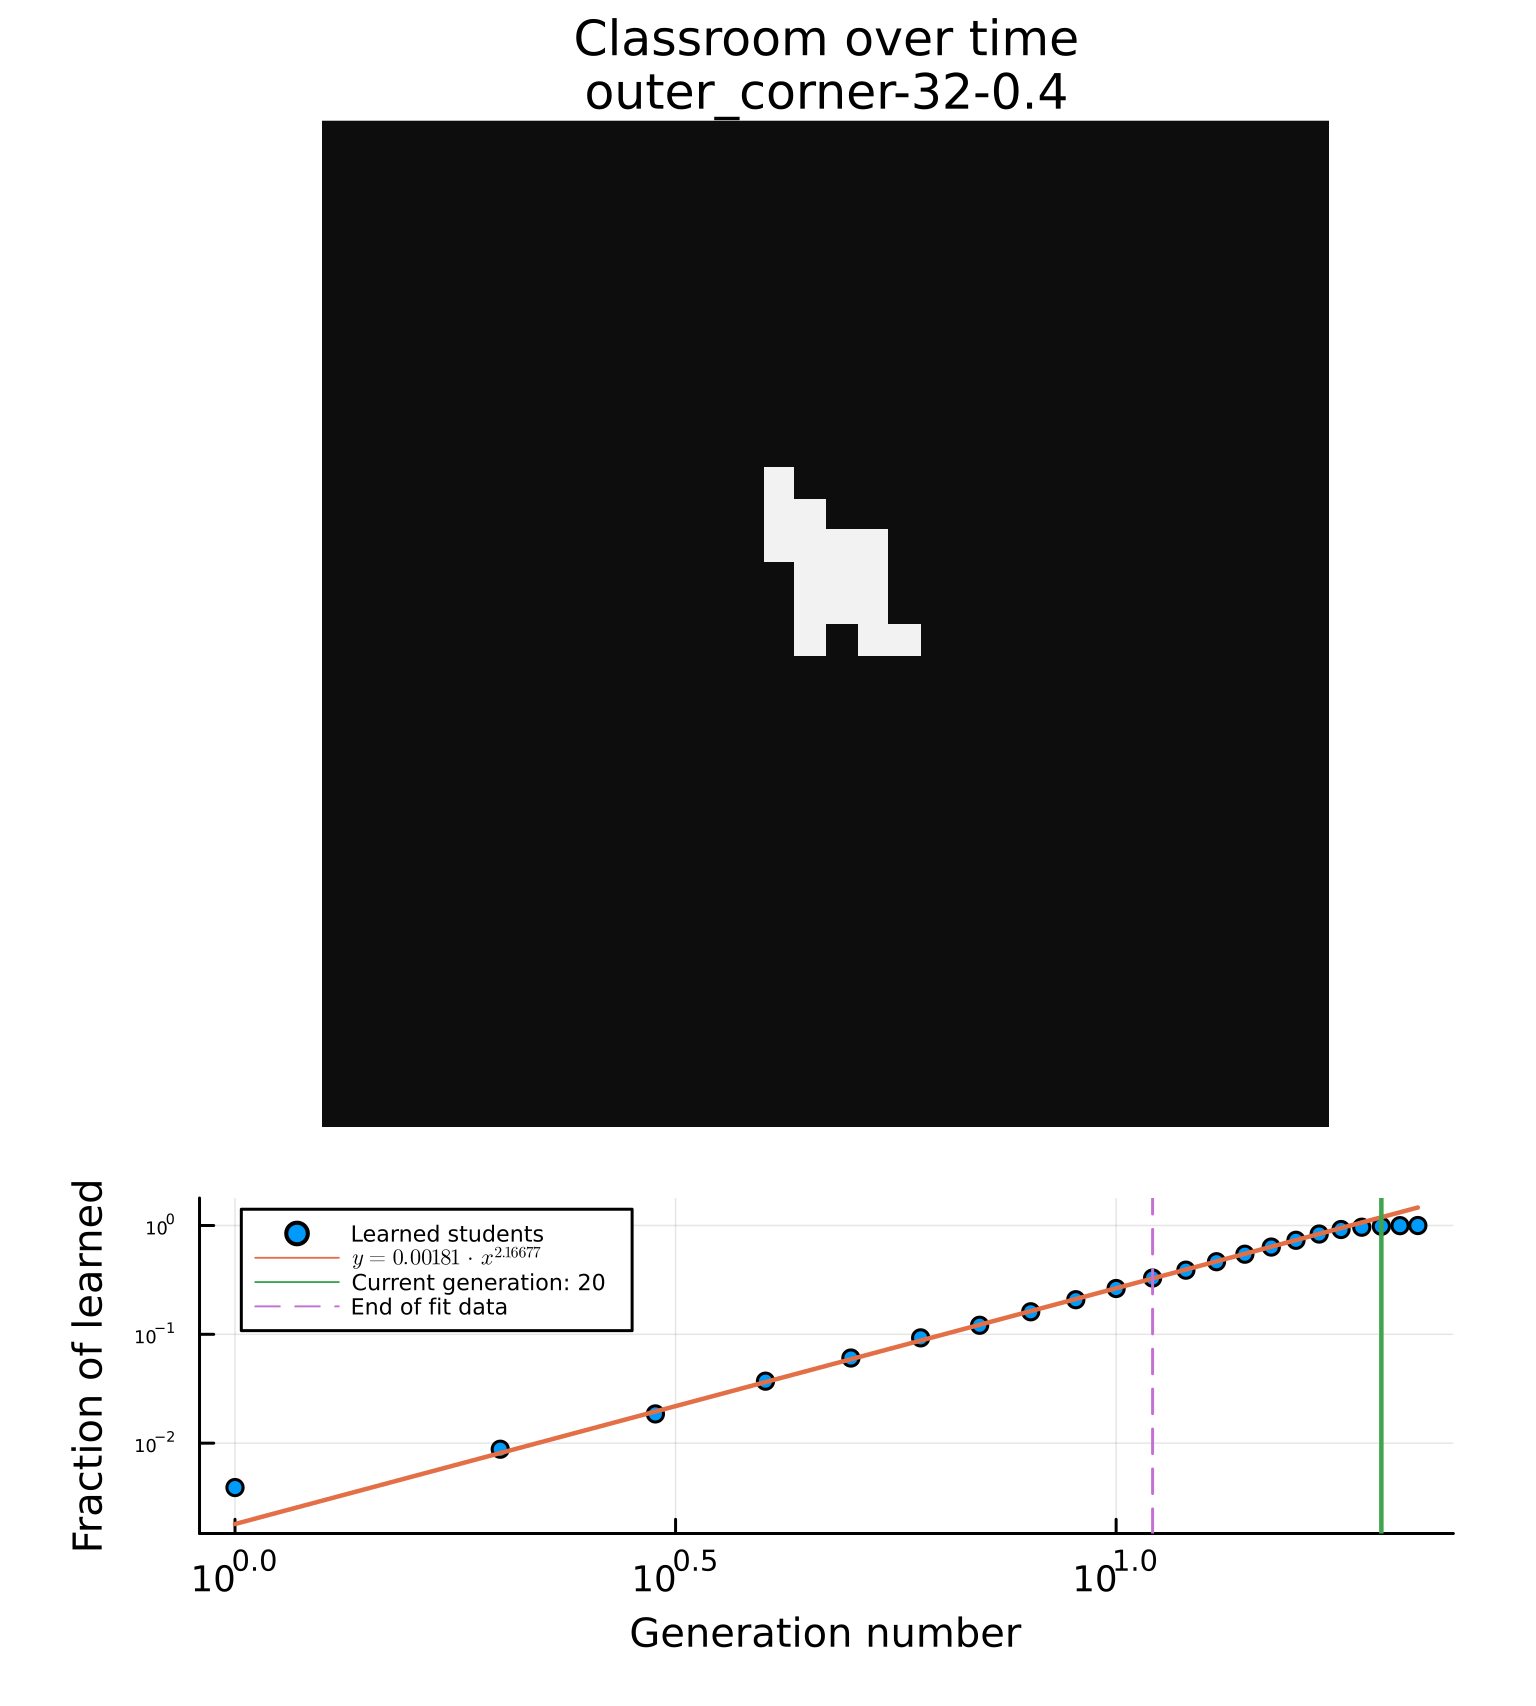 Classroom over time
outer_corner-32-0.4
Fraction of learned
10⁰
10⁻¹
10⁻²
Learned students
y = 0.00181 · x^2.16677
Current generation: 20
End of fit data
10^0.0
10^0.5
10^1.0
Generation number